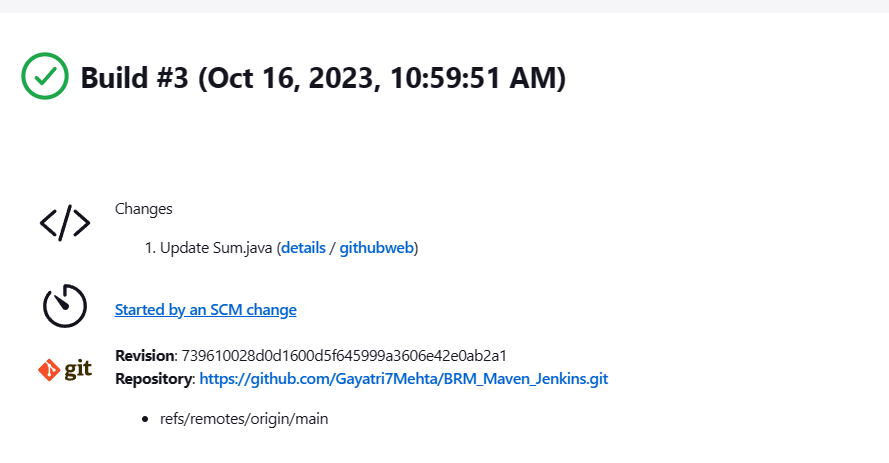 Build #3 (Oct 16, 2023, 10:59:51 AM)
Changes
1. Update Sum.java (details / githubweb)
Started by an SCM change
git
Revision: 739610028d0d1600d5f645999a3606e42e0ab2a1
Repository: https://github.com/Gayatri7Mehta/BRM_Maven_Jenkins.git
• refs/remotes/origin/main